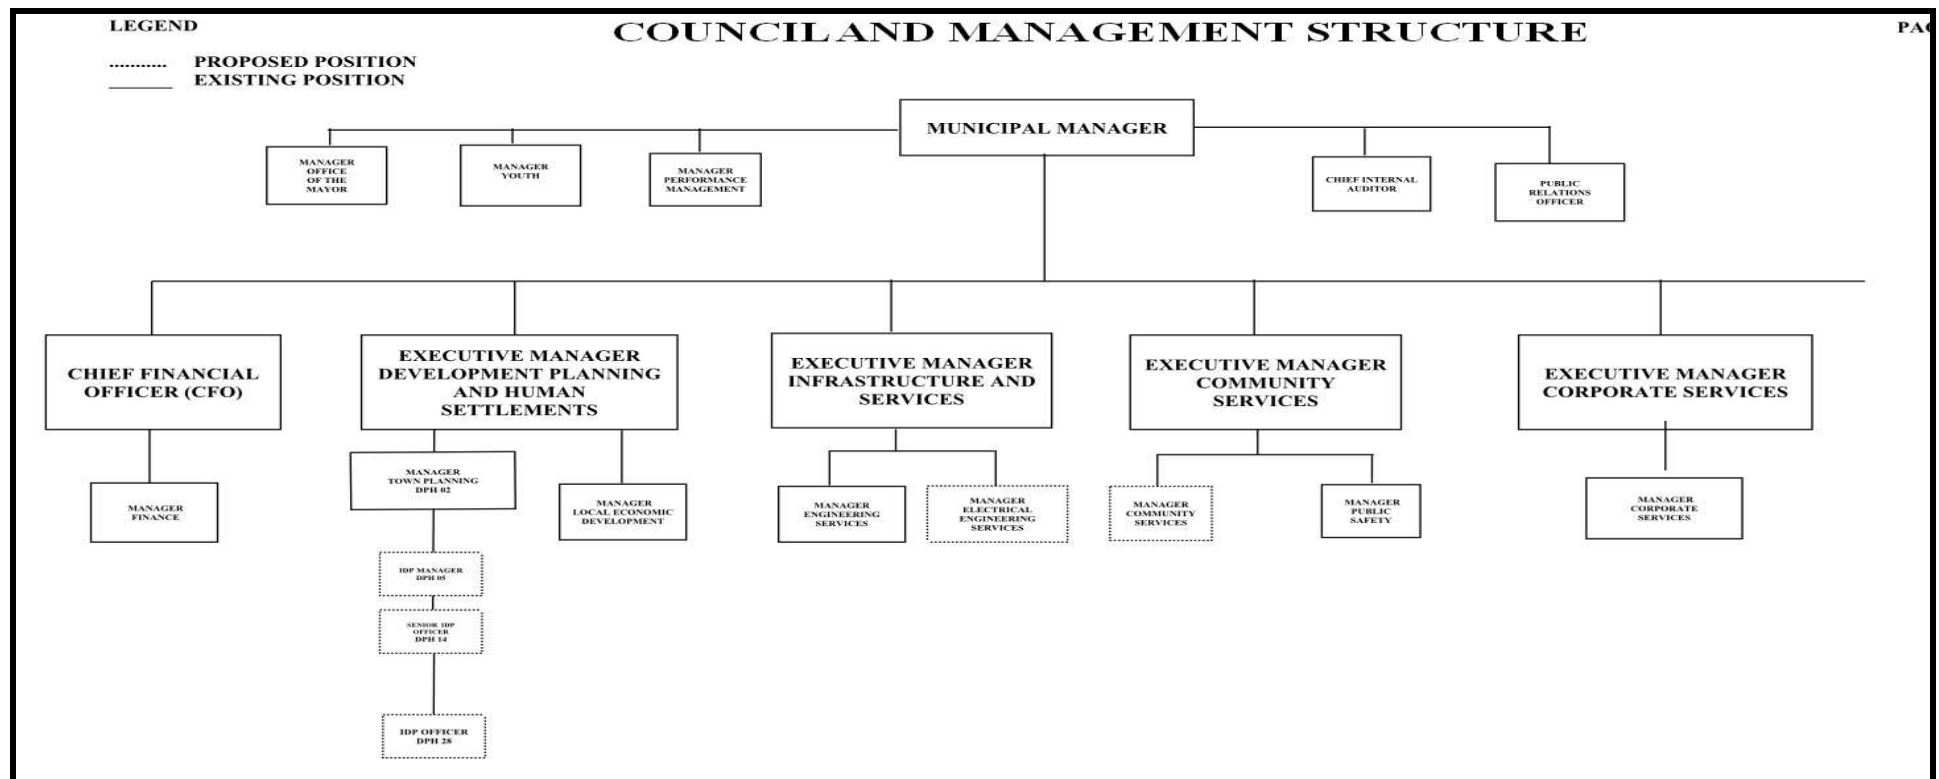 LEGEND
COUNCIL AND MANAGEMENT STRUCTURE
PROPOSED POSITION
EXISTING POSITION
MUNICIPAL MANAGER
MANAGER
OFFICE
OF THE
MAYOR
MANAGER
YOUTH
MANAGER
PERFORMANCE
MANAGEMENT
CHIEF INTERNAL
AUDITOR
PUBLIC
RELATIONS
OFFICER
CHIEF FINANCIAL
OFFICER (CFO)
EXECUTIVE MANAGER
DEVELOPMENT PLANNING
AND HUMAN
SETTLEMENTS
EXECUTIVE MANAGER
INFRASTRUCTURE AND
SERVICES
EXECUTIVE MANAGER
COMMUNITY
SERVICES
EXECUTIVE MANAGER
CORPORATE SERVICES
MANAGER
FINANCE
MANAGER
TOWN PLANNING
DPH 02
MANAGER
LOCAL ECONOMIC
DEVELOPMENT
MANAGER
ENGINEERING
SERVICES
MANAGER
ELECTRICAL
ENGINEERING
SERVICES
MANAGER
COMMUNITY
SERVICES
MANAGER
PUBLIC
SAFETY
MANAGER
CORPORATE
SERVICES
IDP MANAGER
DPH 05
SENIOR IDP
OFFICER
DPH 14
IDP OFFICER
DPH 28